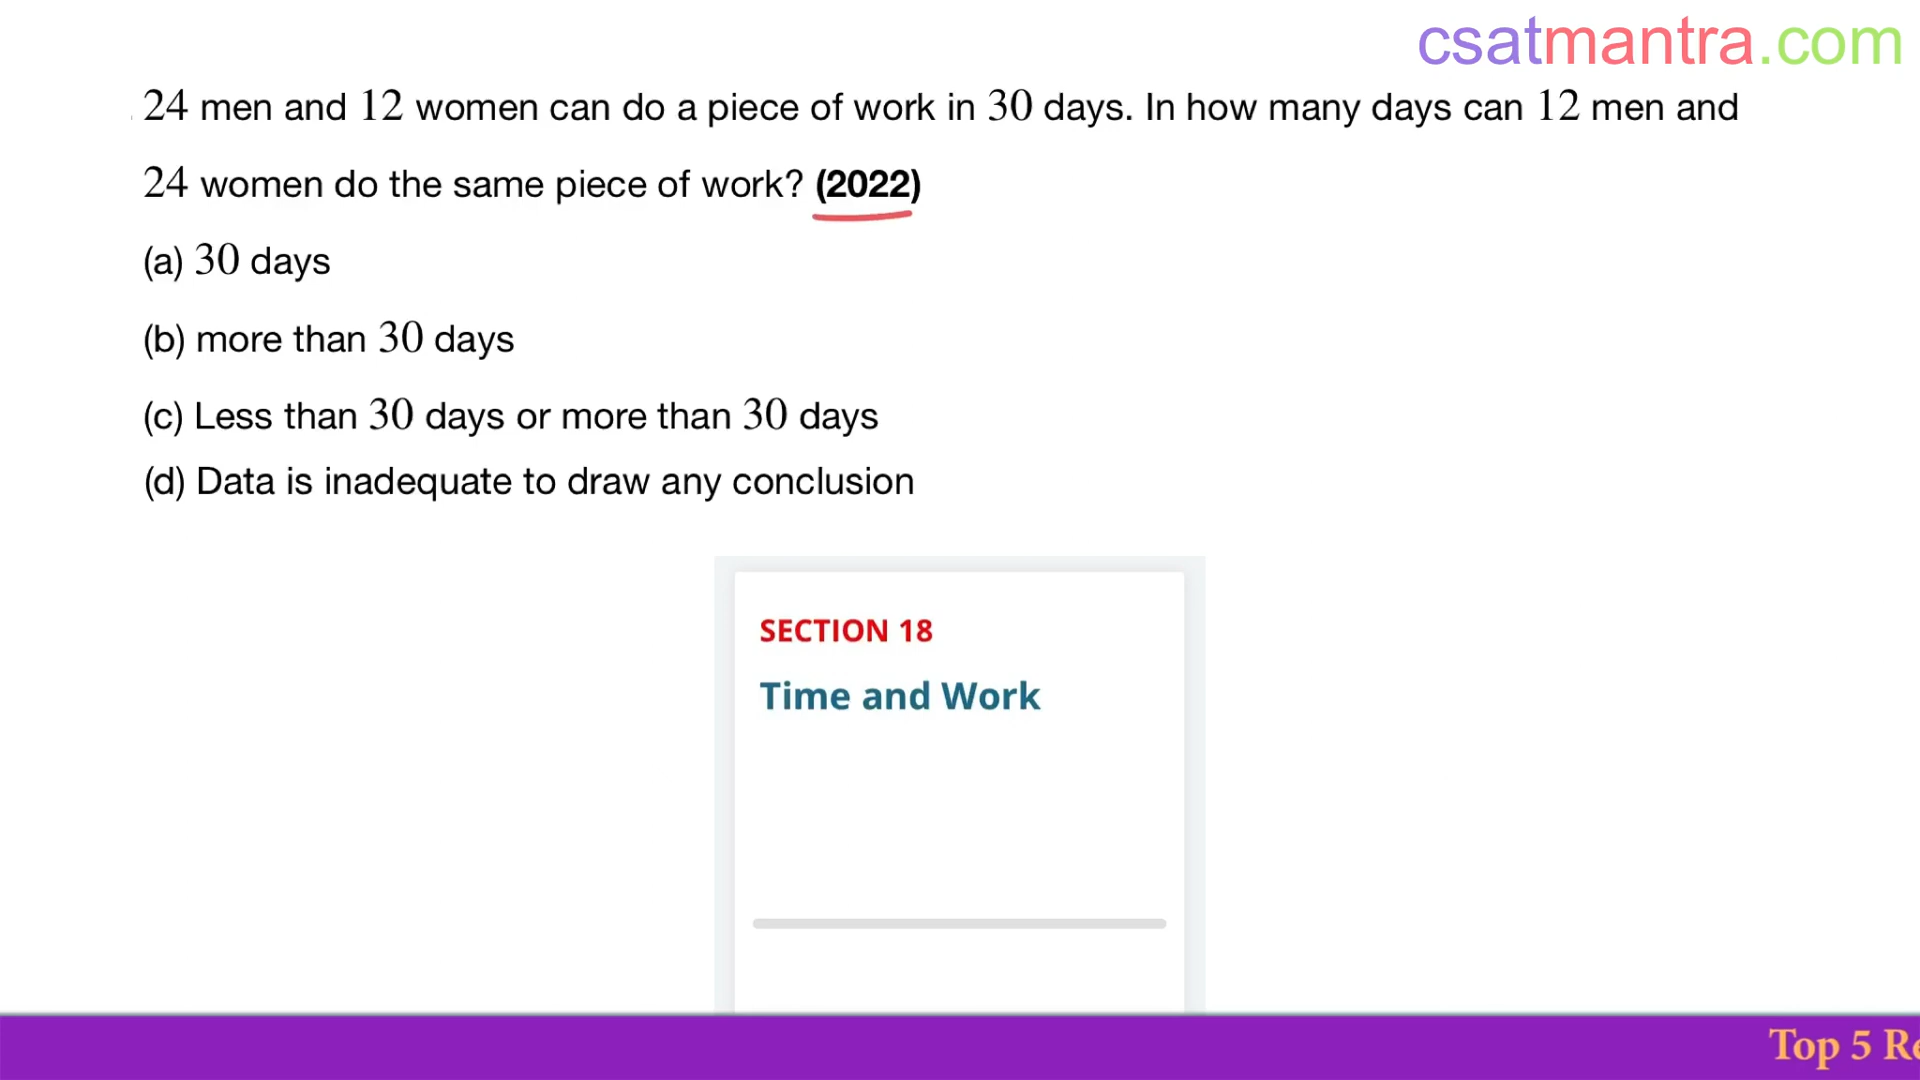 csatmantra.com
24 men and 12 women can do a piece of work in 30 days. In how many days can 12 men and
24 women do the same piece of work? (2022)
(a) 30 days
(b) more than 30 days
(c) Less than 30 days or more than 30 days
(d) Data is inadequate to draw any conclusion
SECTION 18
Time and Work
Top 5